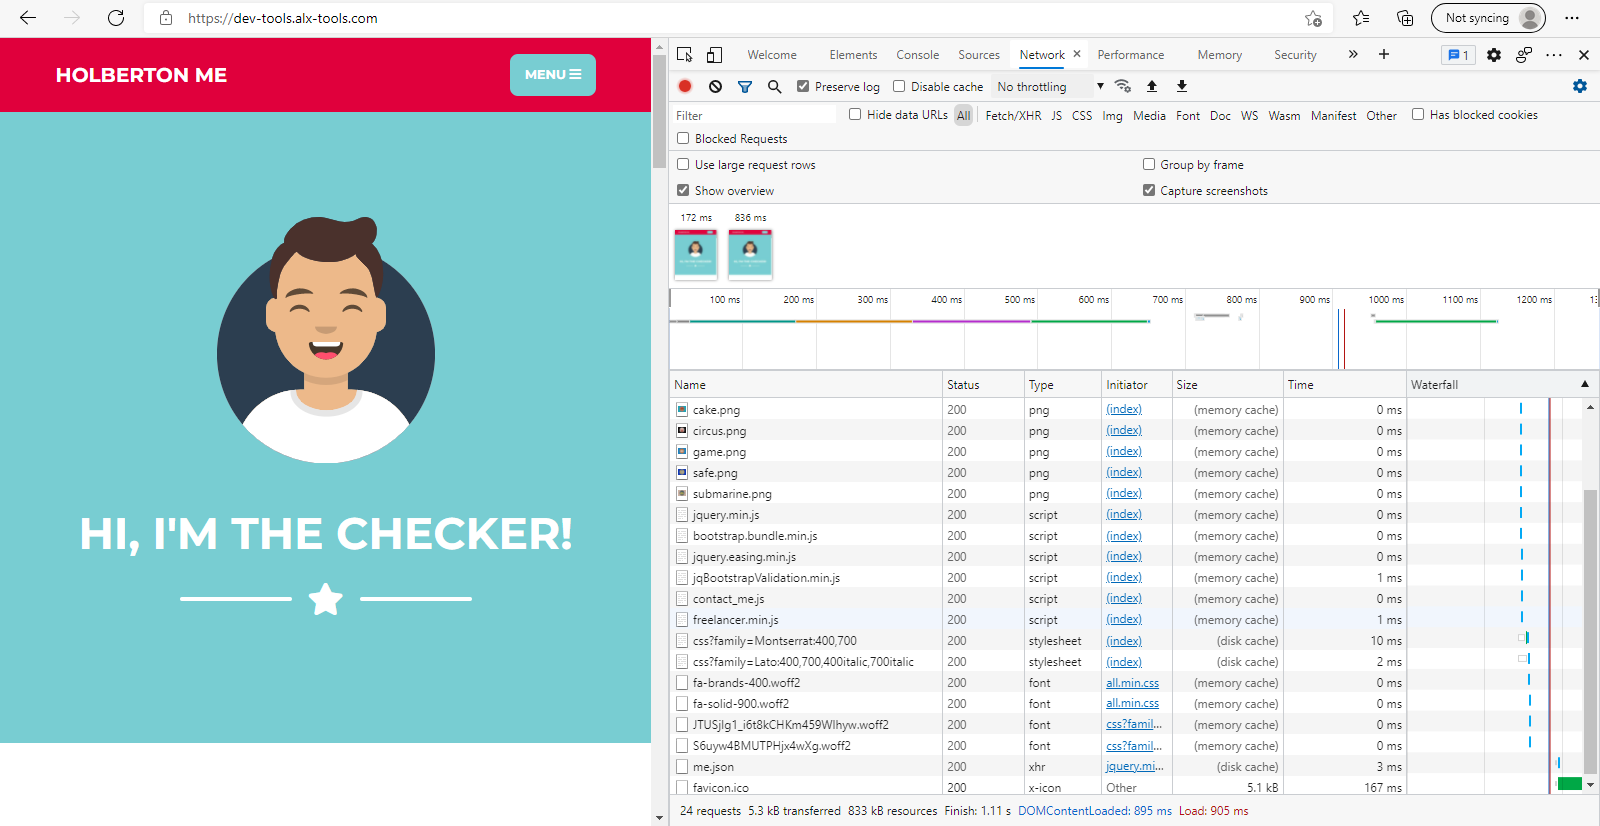 https://dev-tools.alx-tools.com
Not syncing
HOLBERTON ME
MENU
HI, I'M THE CHECKER!
Welcome Elements Console Sources Network Performance Memory Security 1
Preserve log Disable cache No throttling
Filter Hide data URLs All Fetch/XHR JS CSS Img Media Font Doc WS Wasm Manifest Other Has blocked cookies
Blocked Requests
Use large request rows Group by frame
Show overview Capture screenshots
172 ms 836 ms
100 ms 200 ms 300 ms 400 ms 500 ms 600 ms 700 ms 800 ms 900 ms 1000 ms 1100 ms 1200 ms
Name Status Type Initiator Size Time Waterfall
cake.png 200 png (index) (memory cache) 0 ms
circus.png 200 png (index) (memory cache) 0 ms
game.png 200 png (index) (memory cache) 0 ms
safe.png 200 png (index) (memory cache) 0 ms
submarine.png 200 png (index) (memory cache) 0 ms
jquery.min.js 200 script (index) (memory cache) 0 ms
bootstrap.bundle.min.js 200 script (index) (memory cache) 0 ms
jquery.easing.min.js 200 script (index) (memory cache) 0 ms
jqBootstrapValidation.min.js 200 script (index) (memory cache) 1 ms
contact_me.js 200 script (index) (memory cache) 0 ms
freelancer.min.js 200 script (index) (memory cache) 1 ms
css?family=Montserrat:400,700 200 stylesheet (index) (disk cache) 10 ms
css?family=Lato:400,700,400italic,700italic 200 stylesheet (index) (disk cache) 2 ms
fa-brands-400.woff2 200 font all.min.css (memory cache) 0 ms
fa-solid-900.woff2 200 font all.min.css (memory cache) 0 ms
JTUSjIg1_i6t8kCHKm459WIhyw.woff2 200 font css?famil... (memory cache) 0 ms
S6uyw4BMUTPHjx4wXg.woff2 200 font css?famil... (memory cache) 0 ms
me.json 200 xhr jquery.mi... (disk cache) 3 ms
favicon.ico 200 x-icon Other 5.1 kB 167 ms
24 requests 5.3 kB transferred 833 kB resources Finish: 1.11 s DOMContentLoaded: 895 ms Load: 905 ms